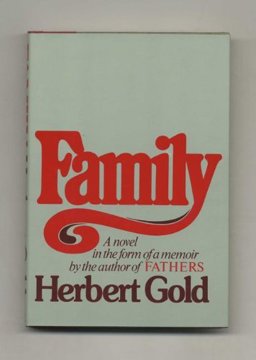 Family
A novel
in the form of a memoir
by the author of FATHERS
Herbert Gold